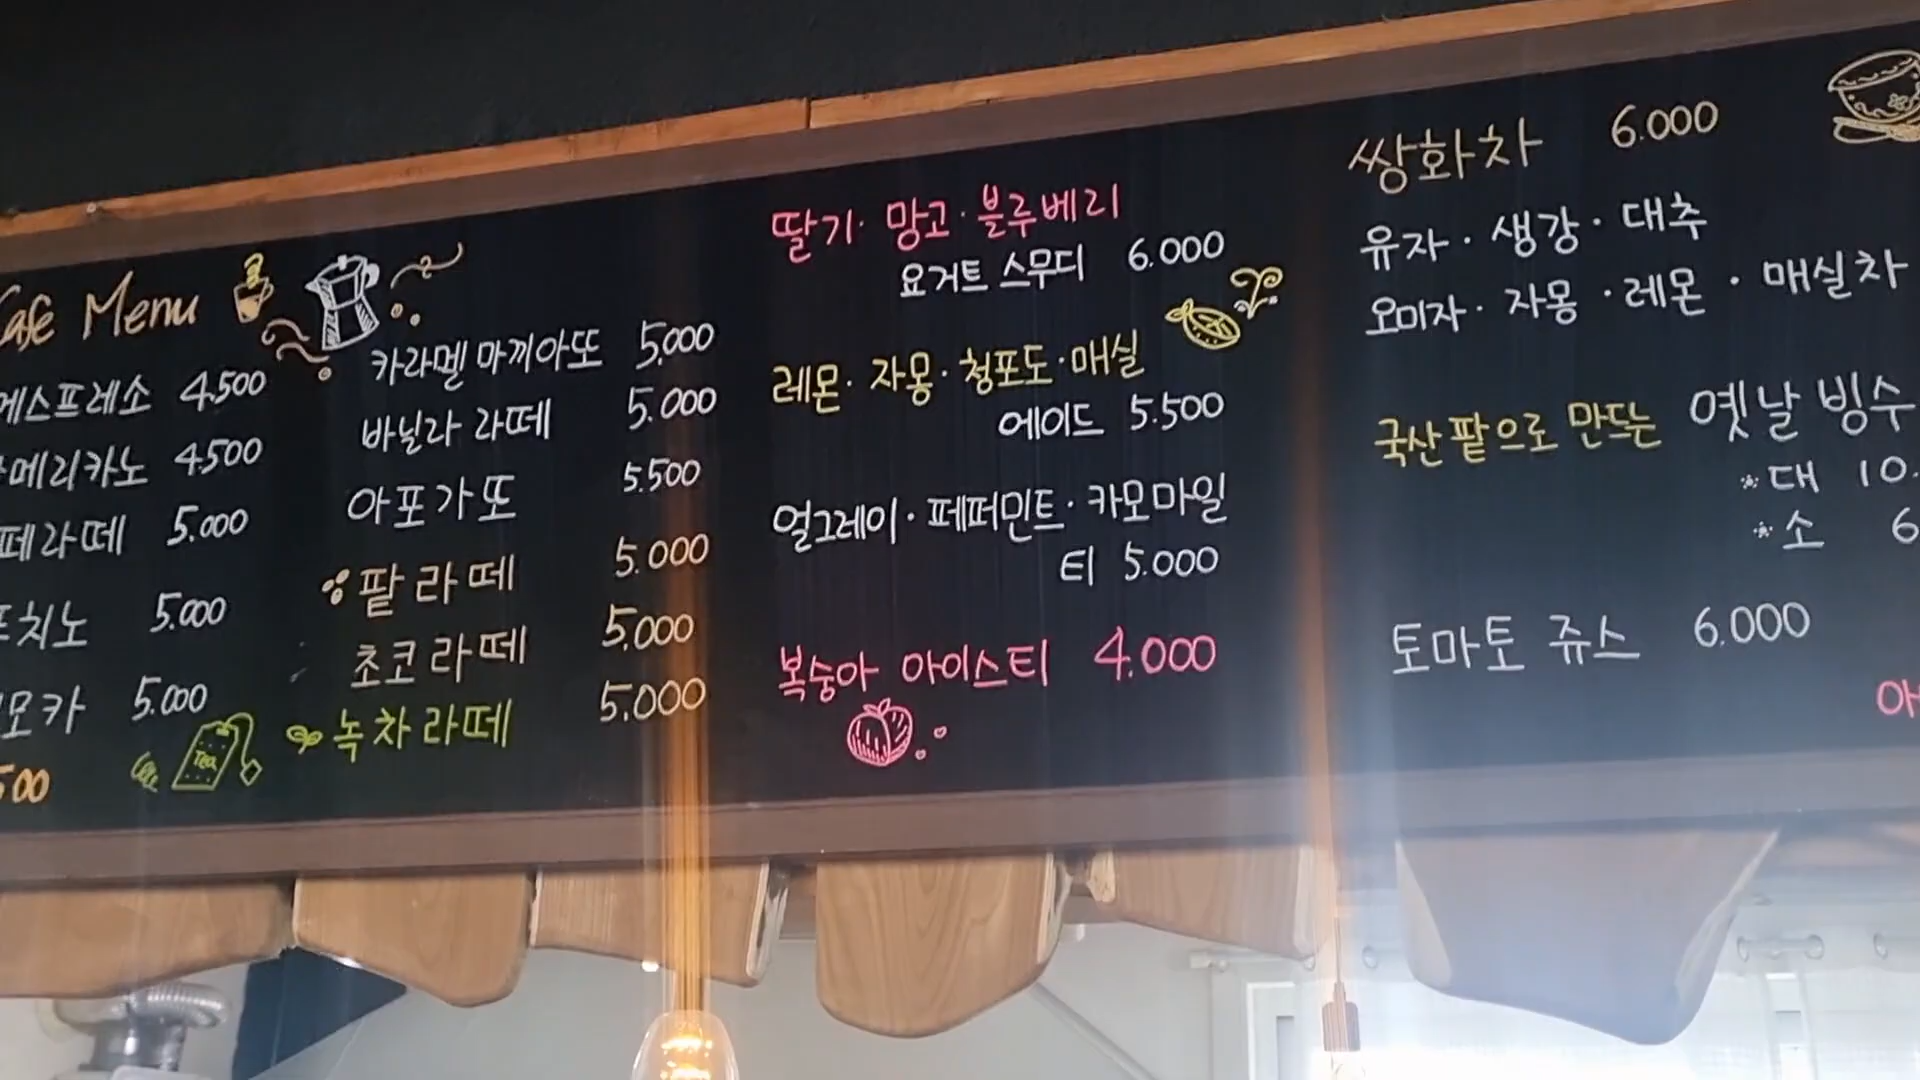 Cafe Menu
에스프레소 4.500
아메리카노 4.500
페라떼 5.000
치노 5.000
모카 5.000
500
Tea
카라멜 마끼아또 5.000
바닐라 라떼 5.000
아포가또 5.500
팥라떼 5.000
초코라떼 5.000
녹차라떼 5.000
딸기·망고·블루베리
요거트 스무디 6.000
레몬·자몽·청포도·매실
에이드 5.500
얼그레이·페퍼민트·카모마일
티 5.000
복숭아 아이스티 4.000
쌍화차 6.000
유자·생강·대추
오미자·자몽·레몬·매실차
국산팥으로 만드는 옛날 빙수
대 10.
소 6
토마토 쥬스 6.000
아